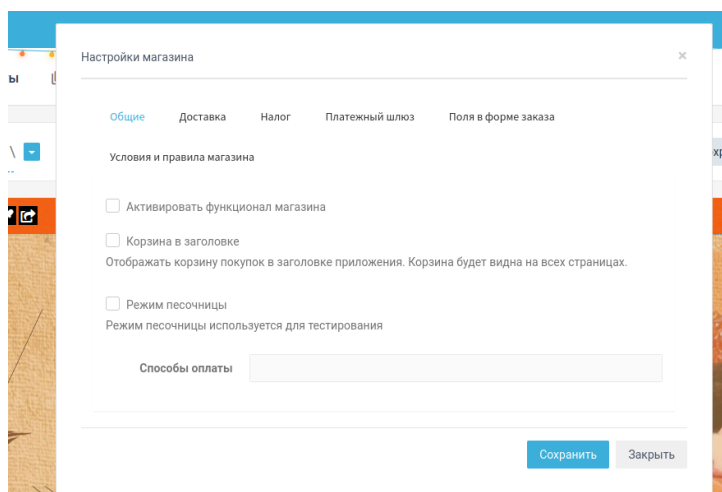 Настройки магазина
×
ы
Общие Доставка Налог Платежный шлюз Поля в форме заказа
\
Условия и правила магазина
Активировать функционал магазина
Корзина в заголовке
Отображать корзину покупок в заголовке приложения. Корзина будет видна на всех страницах.
Режим песочницы
Режим песочницы используется для тестирования
Способы оплаты
Сохранить Закрыть